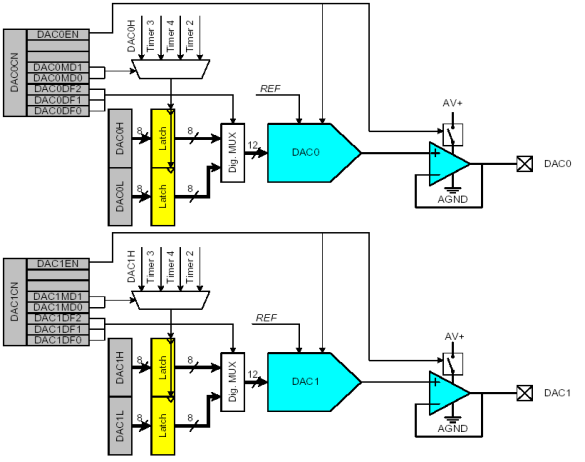 DAC0CN
DAC0EN
DAC0MD1
DAC0MD0
DAC0DF2
DAC0DF1
DAC0DF0
DAC0H
Timer 3
Timer 4
Timer 2
REF
AV+
DAC0H
8
Latch
8
Dig. MUX
12
DAC0
+
-
DAC0
DAC0L
8
Latch
8
AGND
DAC1CN
DAC1EN
DAC1MD1
DAC1MD0
DAC1DF2
DAC1DF1
DAC1DF0
DAC1H
Timer 3
Timer 4
Timer 2
REF
AV+
DAC1H
8
Latch
8
Dig. MUX
12
DAC1
+
-
DAC1
DAC1L
8
Latch
8
AGND